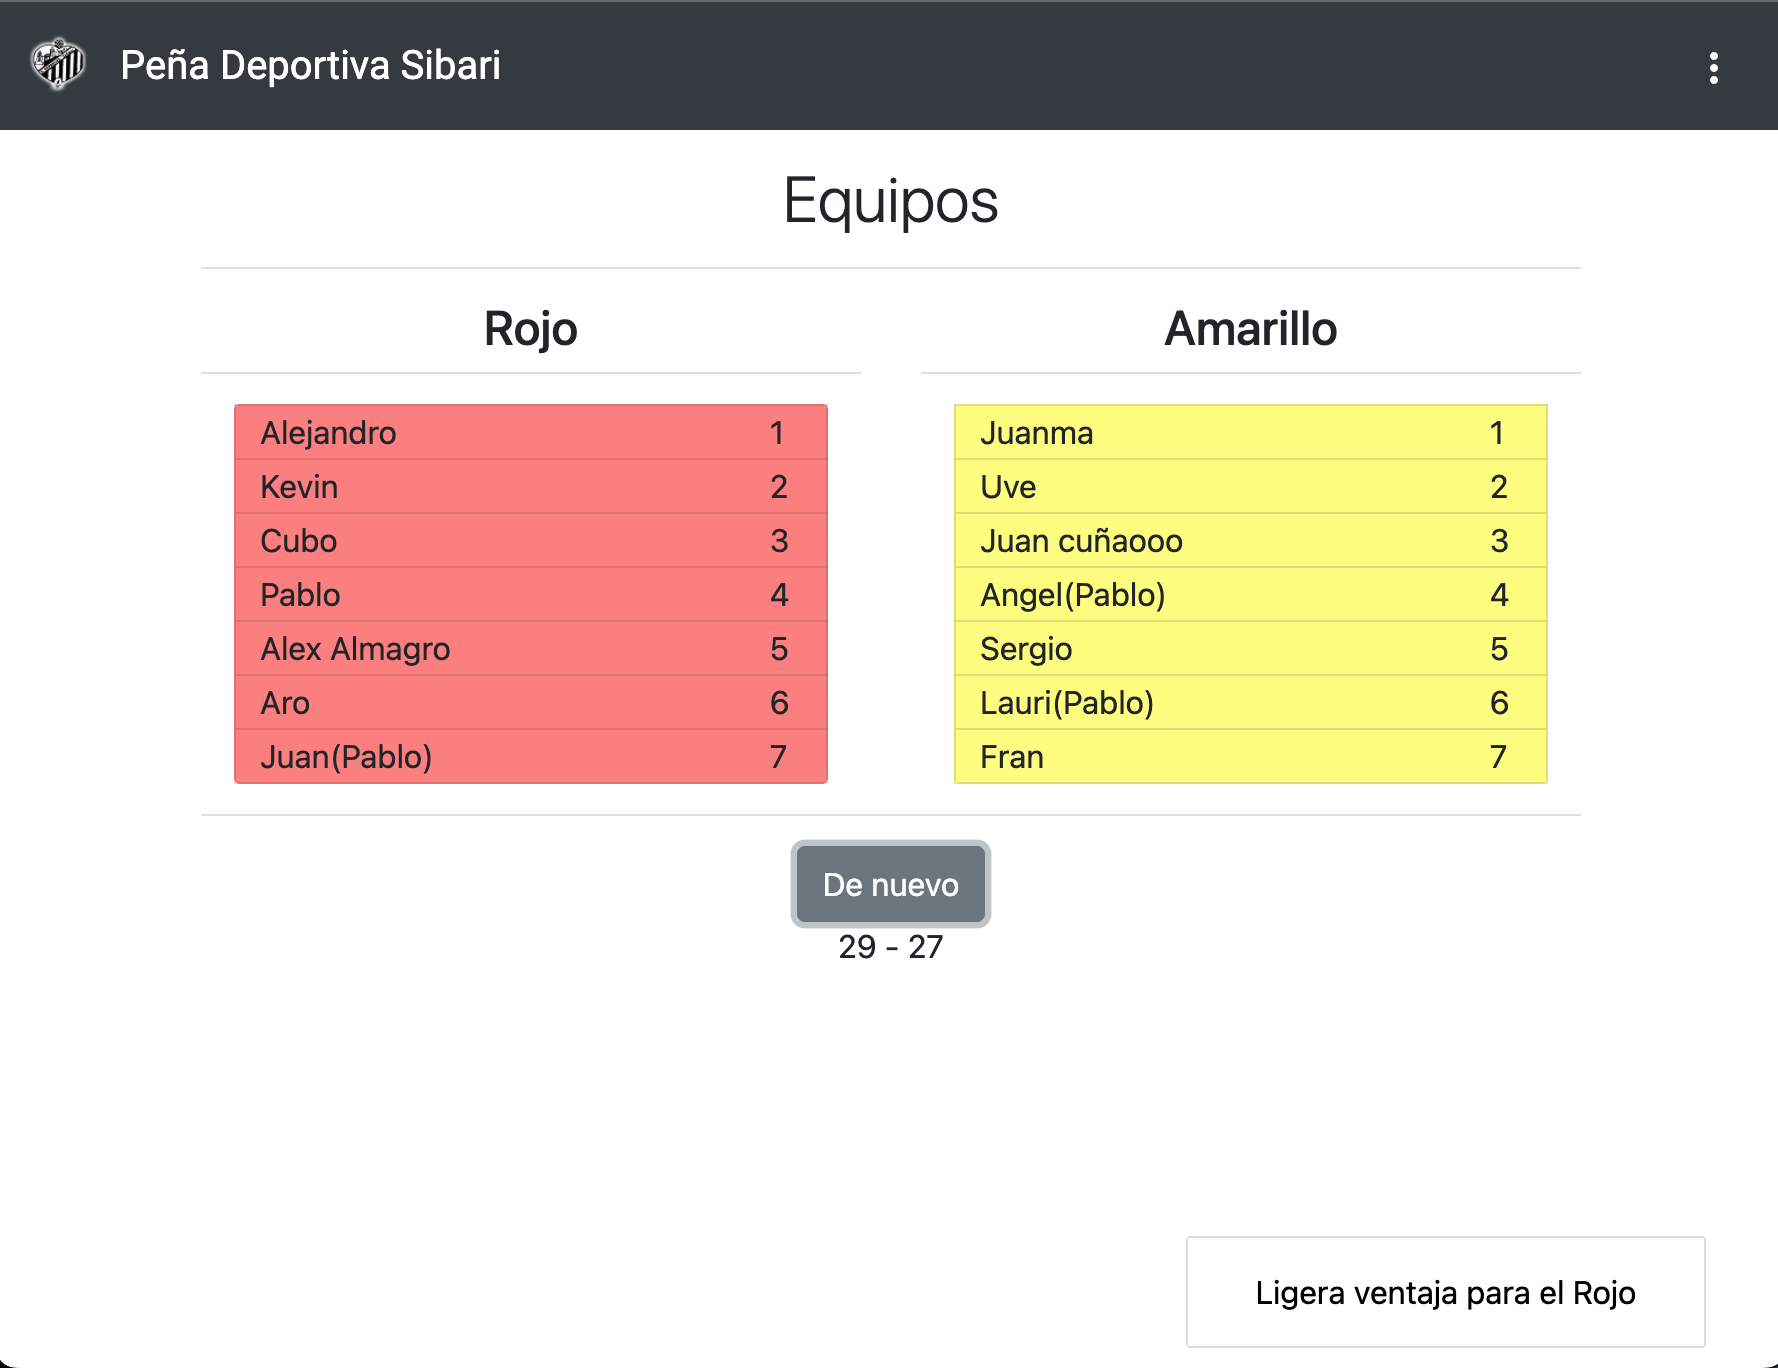 Peña Deportiva Sibari
Equipos
Rojo
Alejandro 1
Kevin 2
Cubo 3
Pablo 4
Alex Almagro 5
Aro 6
Juan(Pablo) 7
Amarillo
Juanma 1
Uve 2
Juan cuñaooo 3
Angel(Pablo) 4
Sergio 5
Lauri(Pablo) 6
Fran 7
De nuevo
29 - 27
Ligera ventaja para el Rojo